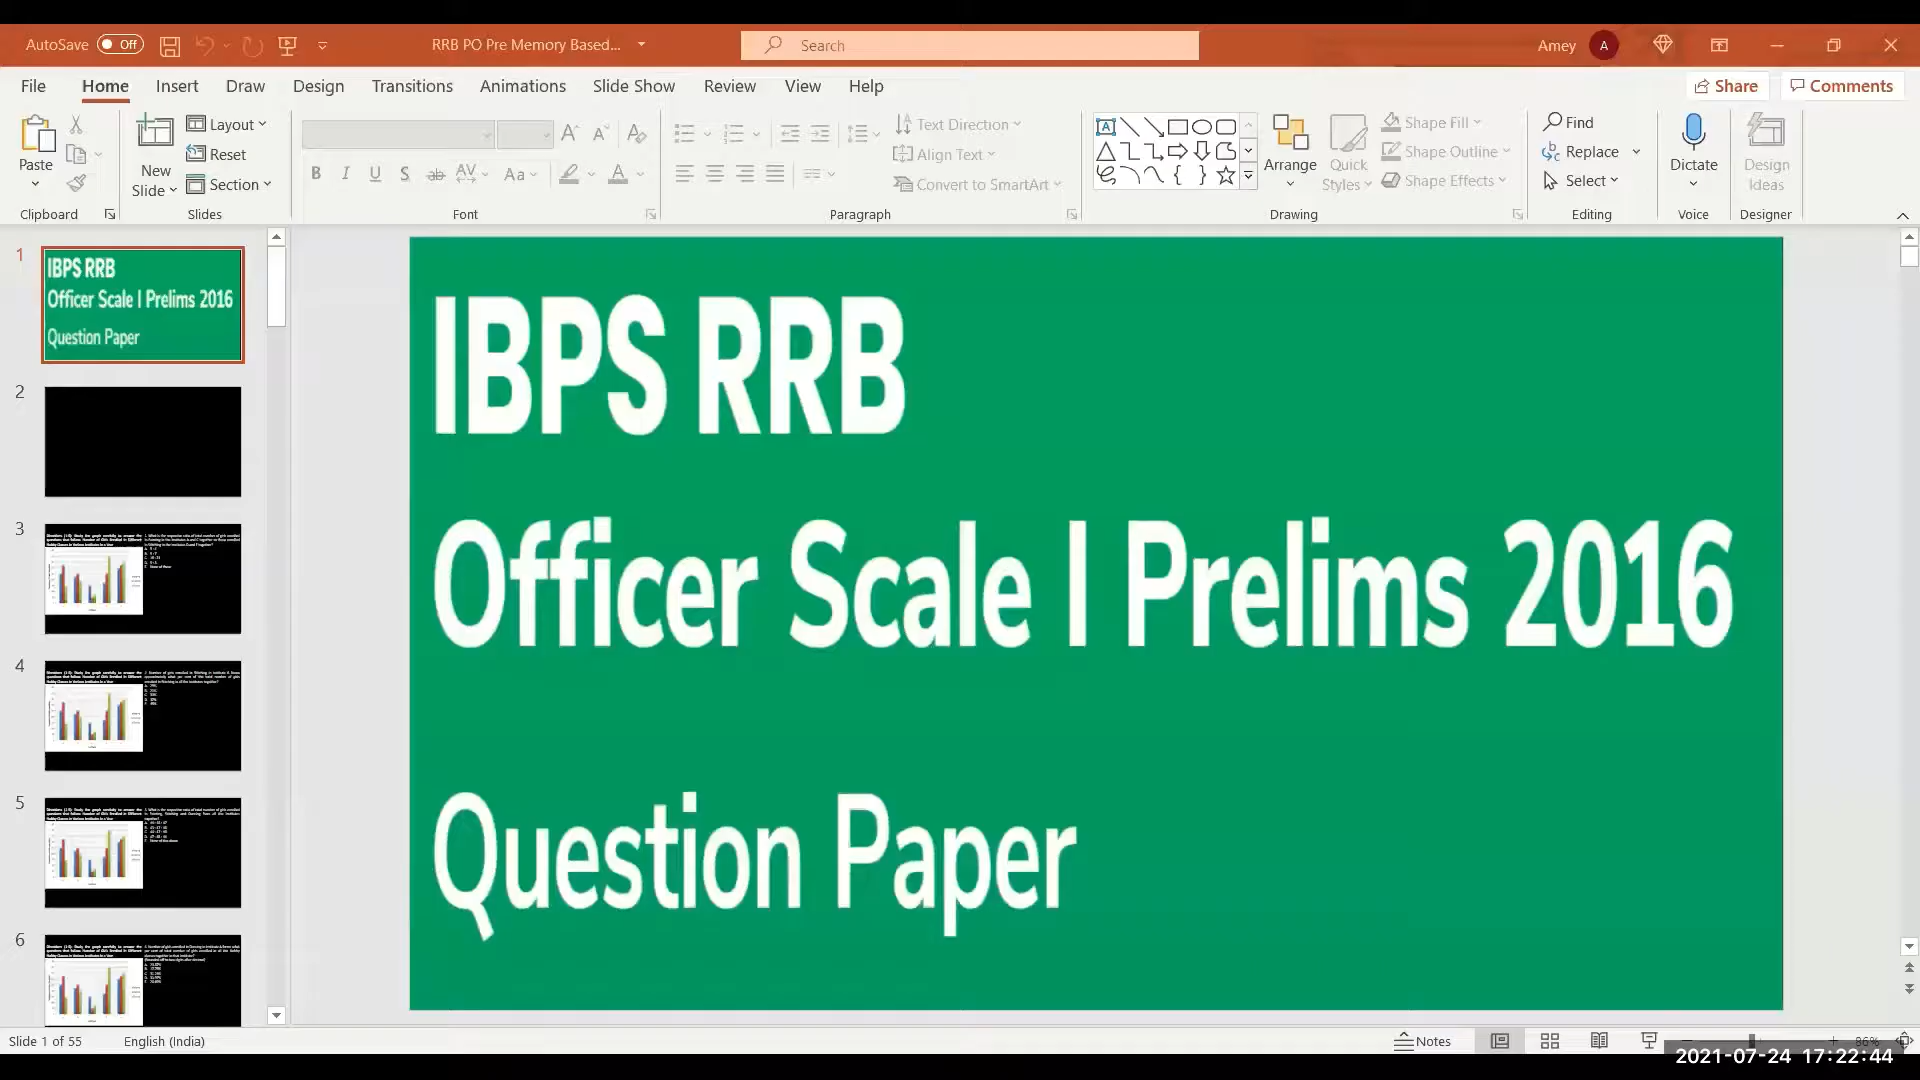 AutoSave Off RRB PO Pre Memory Based... Search Amey A
File Home Insert Draw Design Transitions Animations Slide Show Review View Help Share Comments
Paste
Clipboard
New Slide
Layout
Reset
Section
Slides
B I U S ab AV Aa A
Font
Text Direction
Align Text
Convert to SmartArt
Paragraph
Arrange
Quick Styles
Shape Fill
Shape Outline
Shape Effects
Drawing
Find
Replace
Select
Editing
Dictate
Voice
Design Ideas
Designer
1
IBPS RRB
Officer Scale I Prelims 2016
Question Paper
2
3
4
5
6
IBPS RRB
Officer Scale I Prelims 2016
Question Paper
Slide 1 of 55 English (India) Notes 86%
2021-07-24 17:22:44